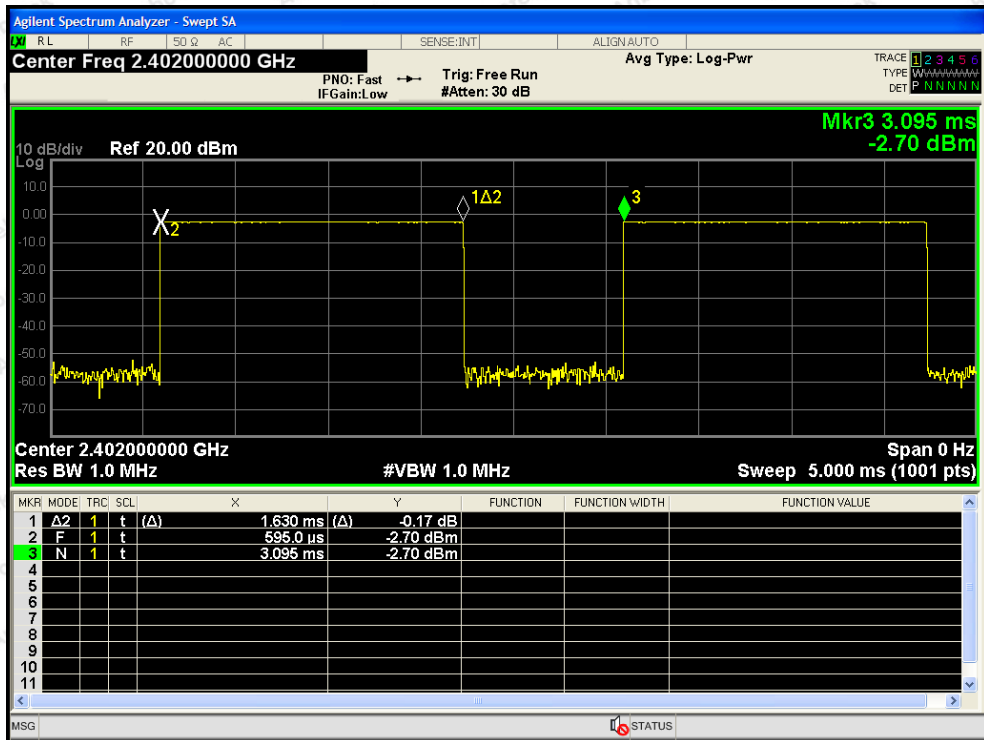 Agilent Spectrum Analyzer - Swept SA
LXI RL RF 50 Ω AC SENSE:INT ALIGNAUTO
Center Freq 2.402000000 GHz
PNO: Fast
IFGain:Low
Trig: Free Run
#Atten: 30 dB
Avg Type: Log-Pwr
TRACE 1 2 3 4 5 6
TYPE WWWWWW
DET P N N N N N
Mkr3 3.095 ms
-2.70 dBm
10 dB/div Ref 20.00 dBm
Log
10.0
0.00
-10.0
-20.0
-30.0
-40.0
-50.0
-60.0
-70.0
X2
1Δ2
3
Center 2.402000000 GHz Span 0 Hz
Res BW 1.0 MHz #VBW 1.0 MHz Sweep 5.000 ms (1001 pts)
MKR MODE TRC SCL X Y FUNCTION FUNCTION WIDTH FUNCTION VALUE
1 Δ2 1 t (Δ) 1.630 ms (Δ) -0.17 dB
2 F 1 t 595.0 µs -2.70 dBm
3 N 1 t 3.095 ms -2.70 dBm
4
5
6
7
8
9
10
11
MSG STATUS